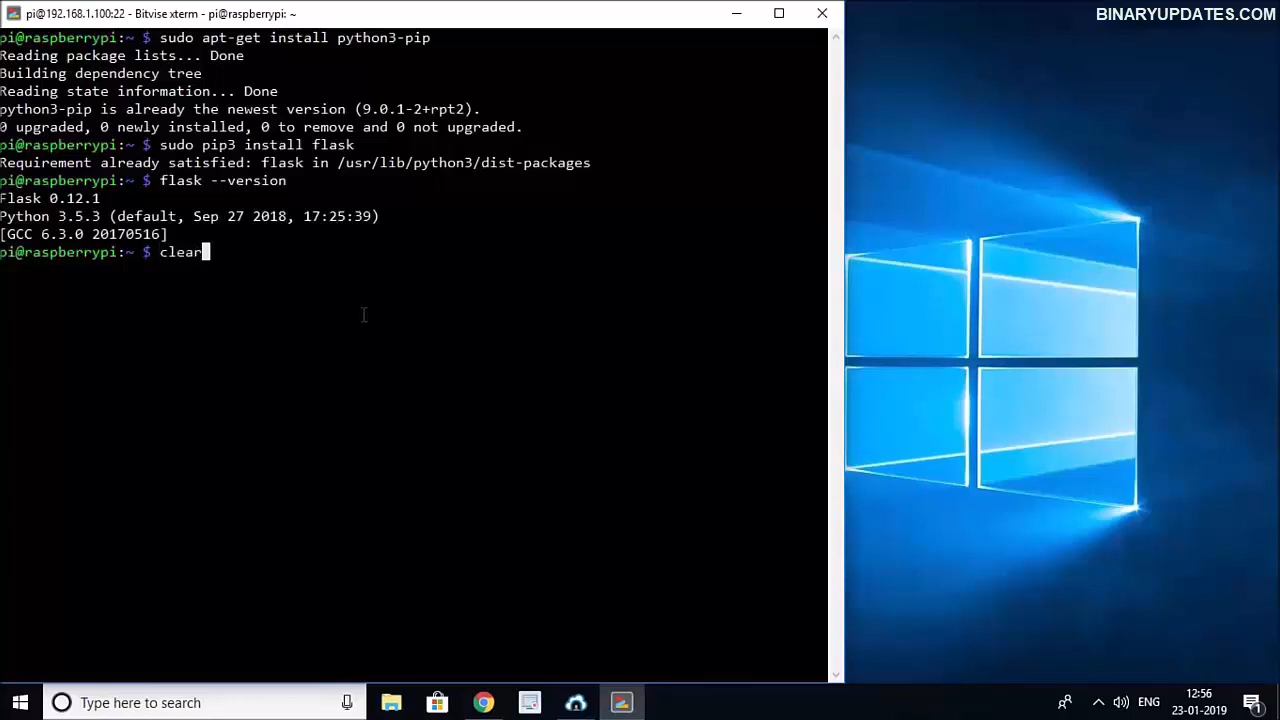 pi@192.168.1.100:22 - Bitvise xterm - pi@raspberrypi: ~
BINARYUPDATES.COM
pi@raspberrypi:~ $ sudo apt-get install python3-pip
Reading package lists... Done
Building dependency tree
Reading state information... Done
python3-pip is already the newest version (9.0.1-2+rpt2).
0 upgraded, 0 newly installed, 0 to remove and 0 not upgraded.
pi@raspberrypi:~ $ sudo pip3 install flask
Requirement already satisfied: flask in /usr/lib/python3/dist-packages
pi@raspberrypi:~ $ flask --version
Flask 0.12.1
Python 3.5.3 (default, Sep 27 2018, 17:25:39)
[GCC 6.3.0 20170516]
pi@raspberrypi:~ $ clear
Type here to search
ENG
12:56
23-01-2019
1